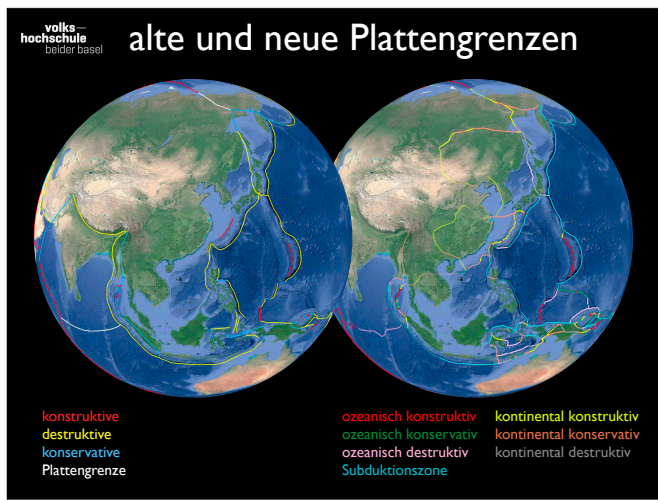 volks–
hochschule
beider basel
alte und neue Plattengrenzen
konstruktive
destruktive
konservative
Plattengrenze
ozeanisch konstruktiv
ozeanisch konservativ
ozeanisch destruktiv
Subduktionszone
kontinental konstruktiv
kontinental konservativ
kontinental destruktiv